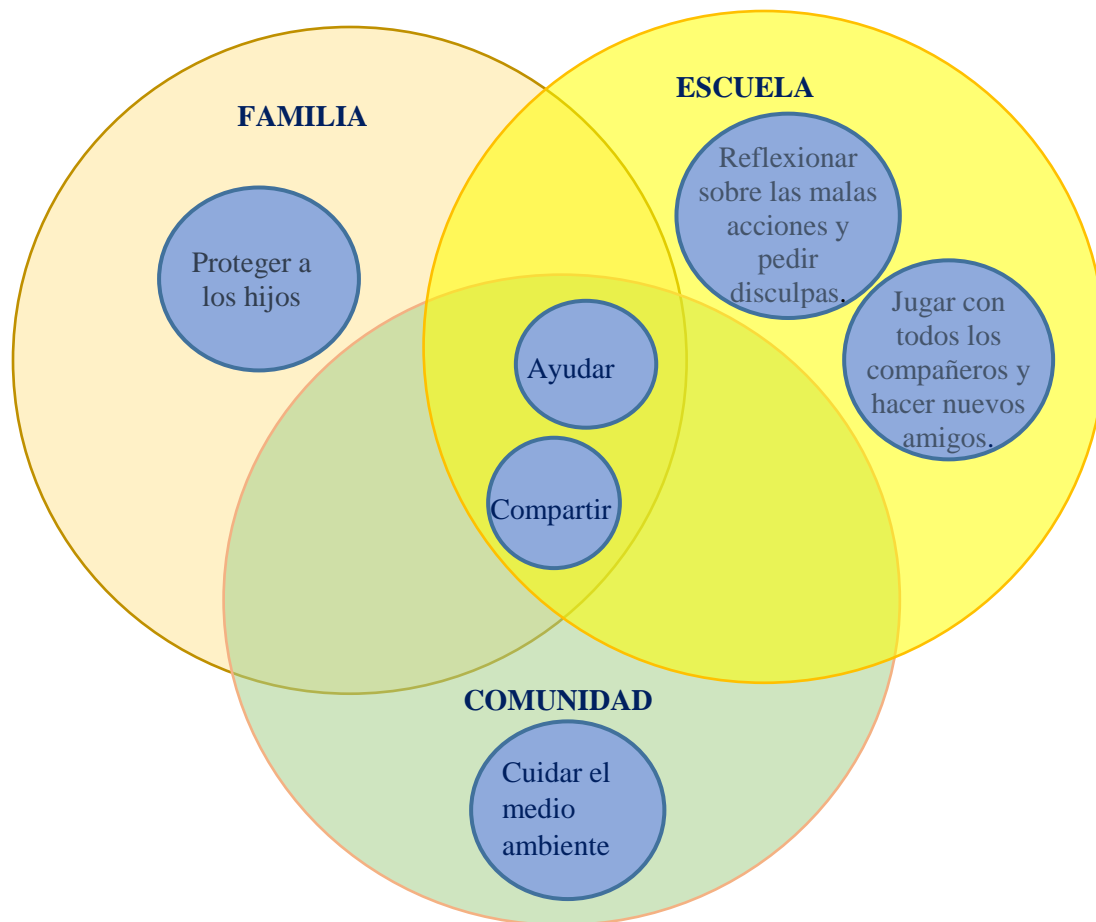 FAMILIA
ESCUELA
Reflexionar
sobre las malas
acciones y
pedir
disculpas.
Proteger a
los hijos
Jugar con
todos los
compañeros y
hacer nuevos
amigos.
Ayudar
Compartir
COMUNIDAD
Cuidar el
medio
ambiente